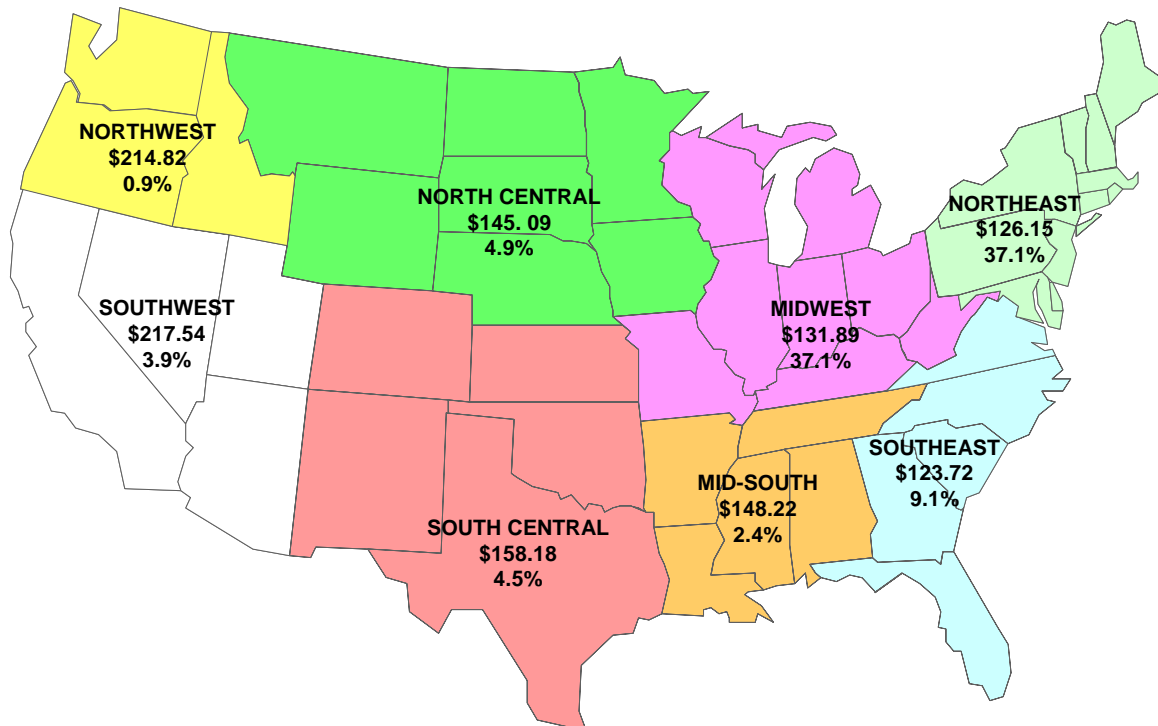 NORTHWEST
$214.82
0.9%
NORTH CENTRAL
$145. 09
4.9%
NORTHEAST
$126.15
37.1%
SOUTHWEST
$217.54
3.9%
MIDWEST
$131.89
37.1%
SOUTHEAST
$123.72
9.1%
MID-SOUTH
$148.22
2.4%
SOUTH CENTRAL
$158.18
4.5%